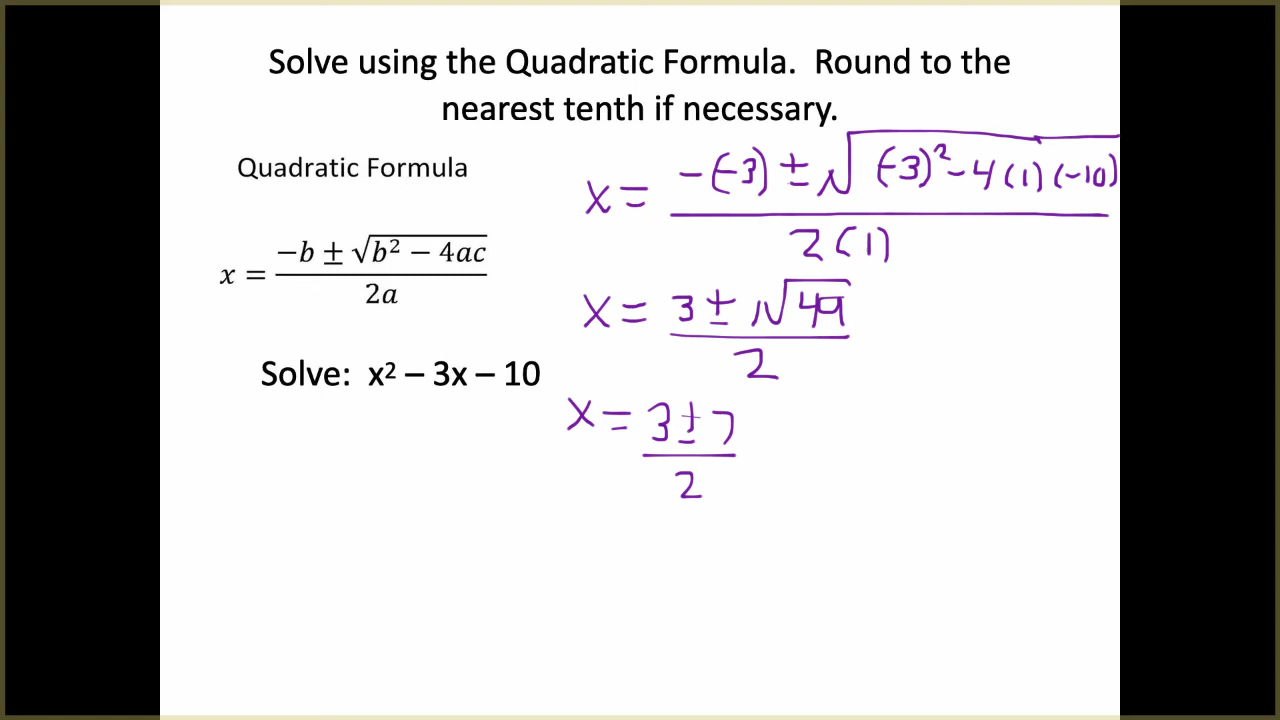 Solve using the Quadratic Formula. Round to the
nearest tenth if necessary.
Quadratic Formula
x = (−b ± √(b² − 4ac)) / 2a
Solve: x² – 3x – 10
x = (-(-3) ± √((-3)² - 4(1)(-10))) / 2(1)
x = (3 ± √49) / 2
x = (3 ± 7) / 2